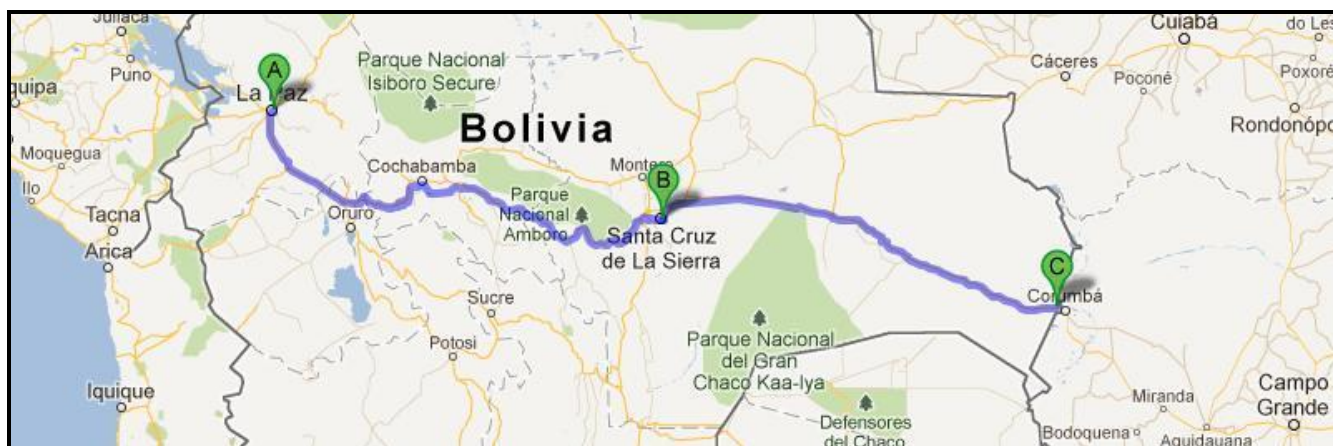 Juliaca
Puno
quipa
Moquegua
Ilo
Tacna
Arica
Iquique
A
La Paz
Parque Nacional
Isiboro Secure
Bolivia
Cochabamba
Oruro
Parque
Nacional
Amboro
Montero
B
Santa Cruz
de La Sierra
Sucre
Potosi
Parque Nacional
del Gran
Chaco Kaa-Iya
Defensores
del Chaco
C
Corumbá
Cuiabá
do Les
Cáceres
Poconé
Poxoré
Rondonópo
Miranda
Bodoquena
Aquidauana
Campo
Grande